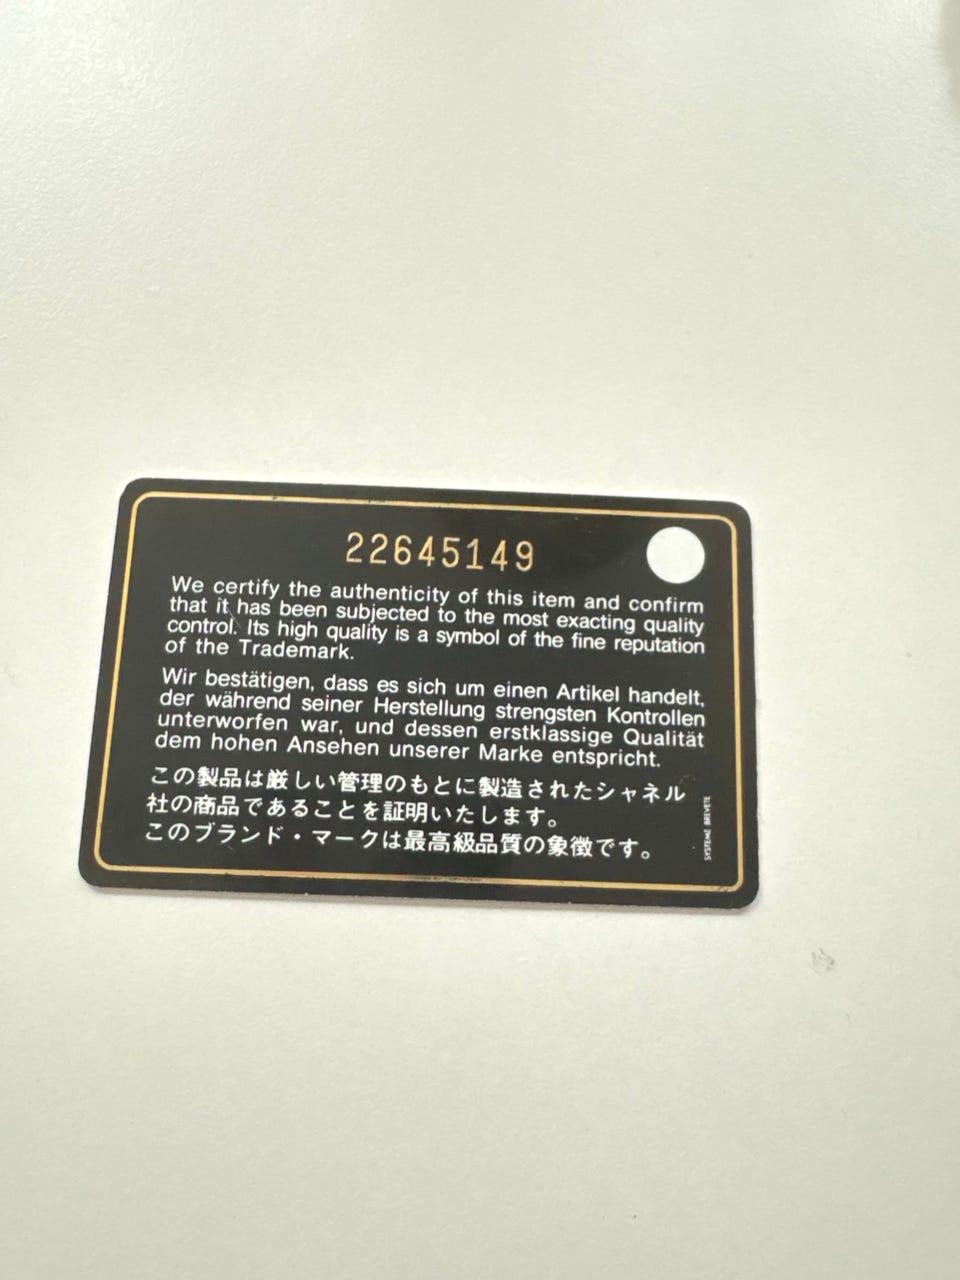 22645149
We certify the authenticity of this item and confirm
that it has been subjected to the most exacting quality
control. Its high quality is a symbol of the fine reputation
of the Trademark.
Wir bestätigen, dass es sich um einen Artikel handelt,
der während seiner Herstellung strengsten Kontrollen
unterworfen war, und dessen erstklassige Qualität
dem hohen Ansehen unserer Marke entspricht.
この製品は厳しい管理のもとに製造されたシャネル
社の商品であることを証明いたします。
このブランド・マークは最高級品質の象徴です。
SYSTEME BREVETE